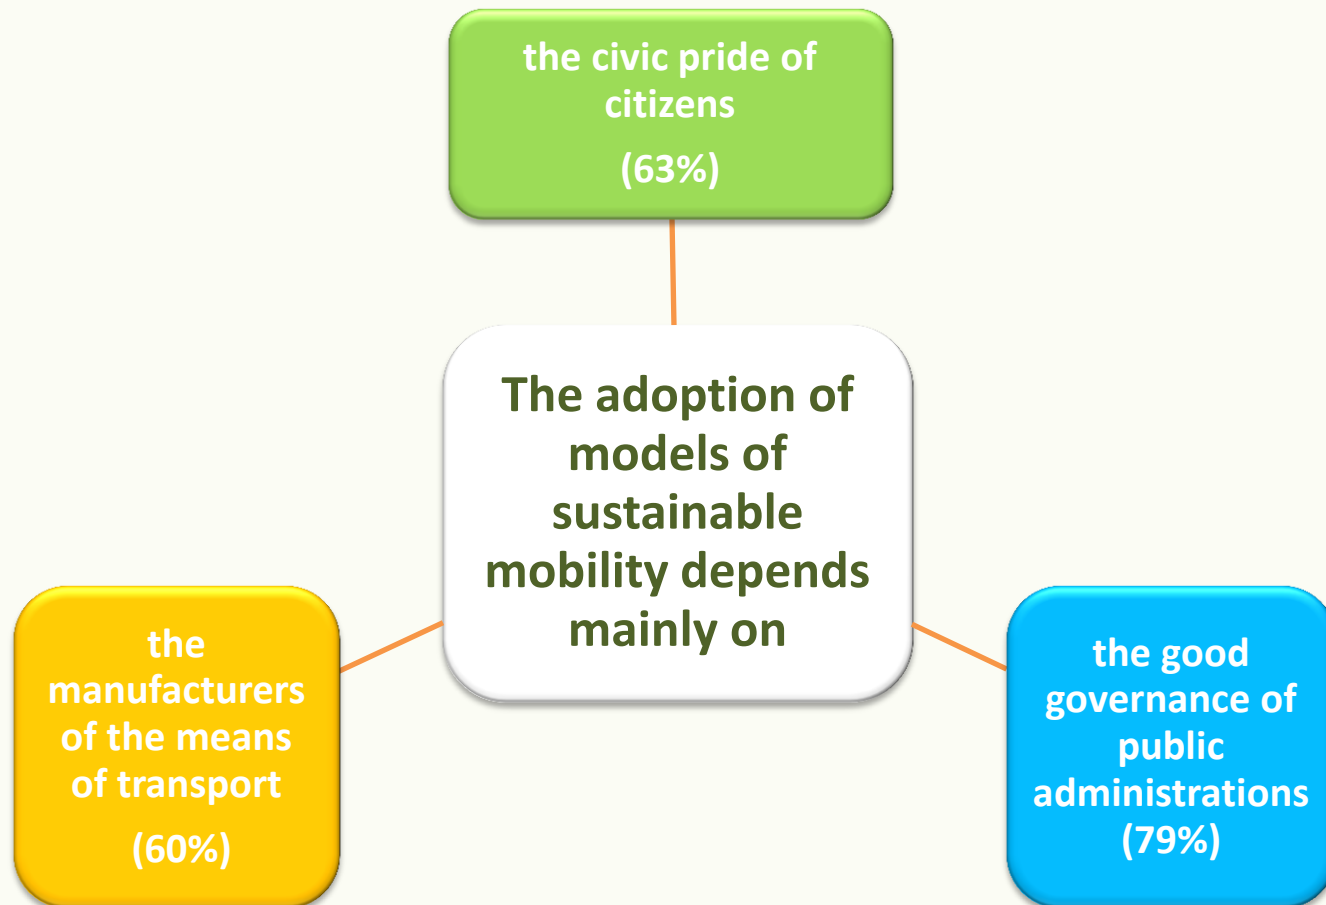 the civic pride of
citizens
(63%)
The adoption of
models of
sustainable
mobility depends
mainly on
the
manufacturers
of the means
of transport
(60%)
the good
governance of
public
administrations
(79%)